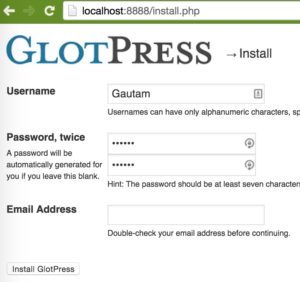 localhost:8888/install.php
GLOTPRESS → Install
Username
Gautam
Usernames can have only alphanumeric characters,
Password, twice
A password will be
automatically generated for
you if you leave this blank.
••••••
••••••
Hint: The password should be at least seven
Email Address
Double-check your email address before continuing.
Install GlotPress